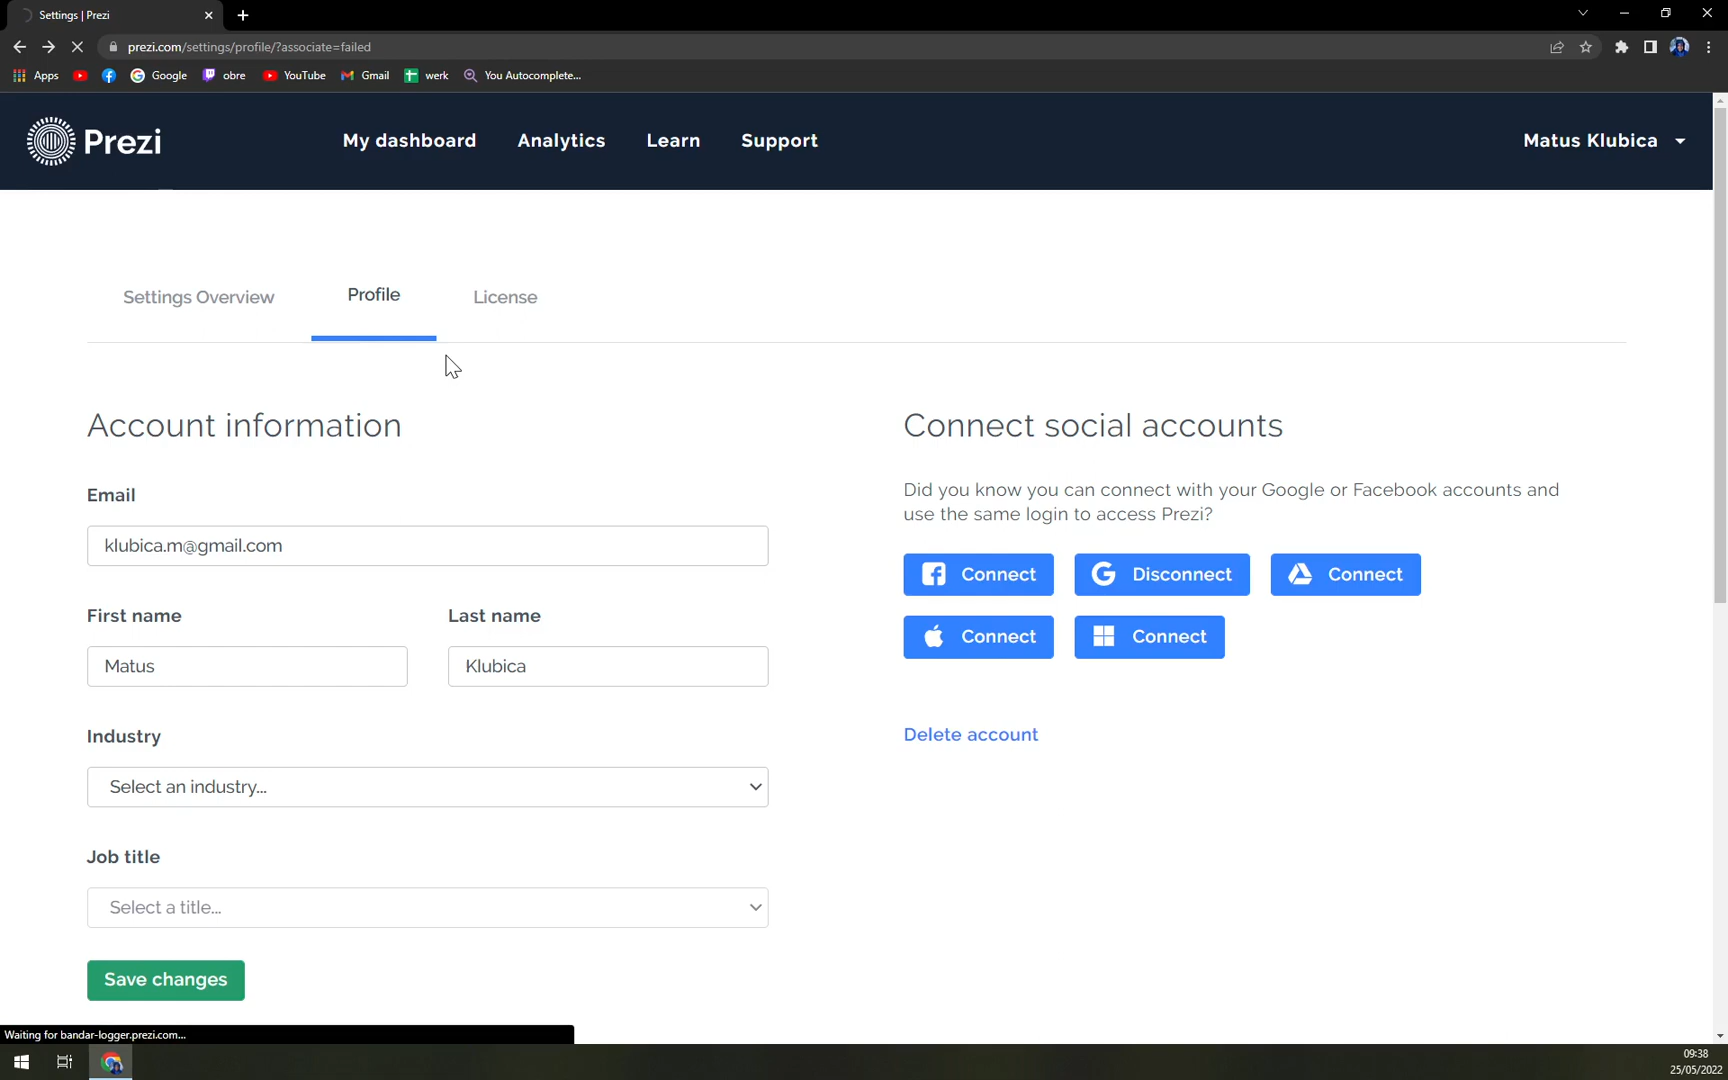 Settings | Prezi
prezi.com/settings/profile/?associate=failed
Apps Google obre YouTube Gmail werk You Autocomplete...
Prezi My dashboard Analytics Learn Support Matus Klubica
Settings Overview Profile License
Account information
Email
klubica.m@gmail.com
First name Last name
Matus Klubica
Industry
Select an industry...
Job title
Select a title...
Save changes
Connect social accounts
Did you know you can connect with your Google or Facebook accounts and
use the same login to access Prezi?
Connect Disconnect Connect
Connect Connect
Delete account
Waiting for bandar-logger.prezi.com...
09:38
25/05/2022